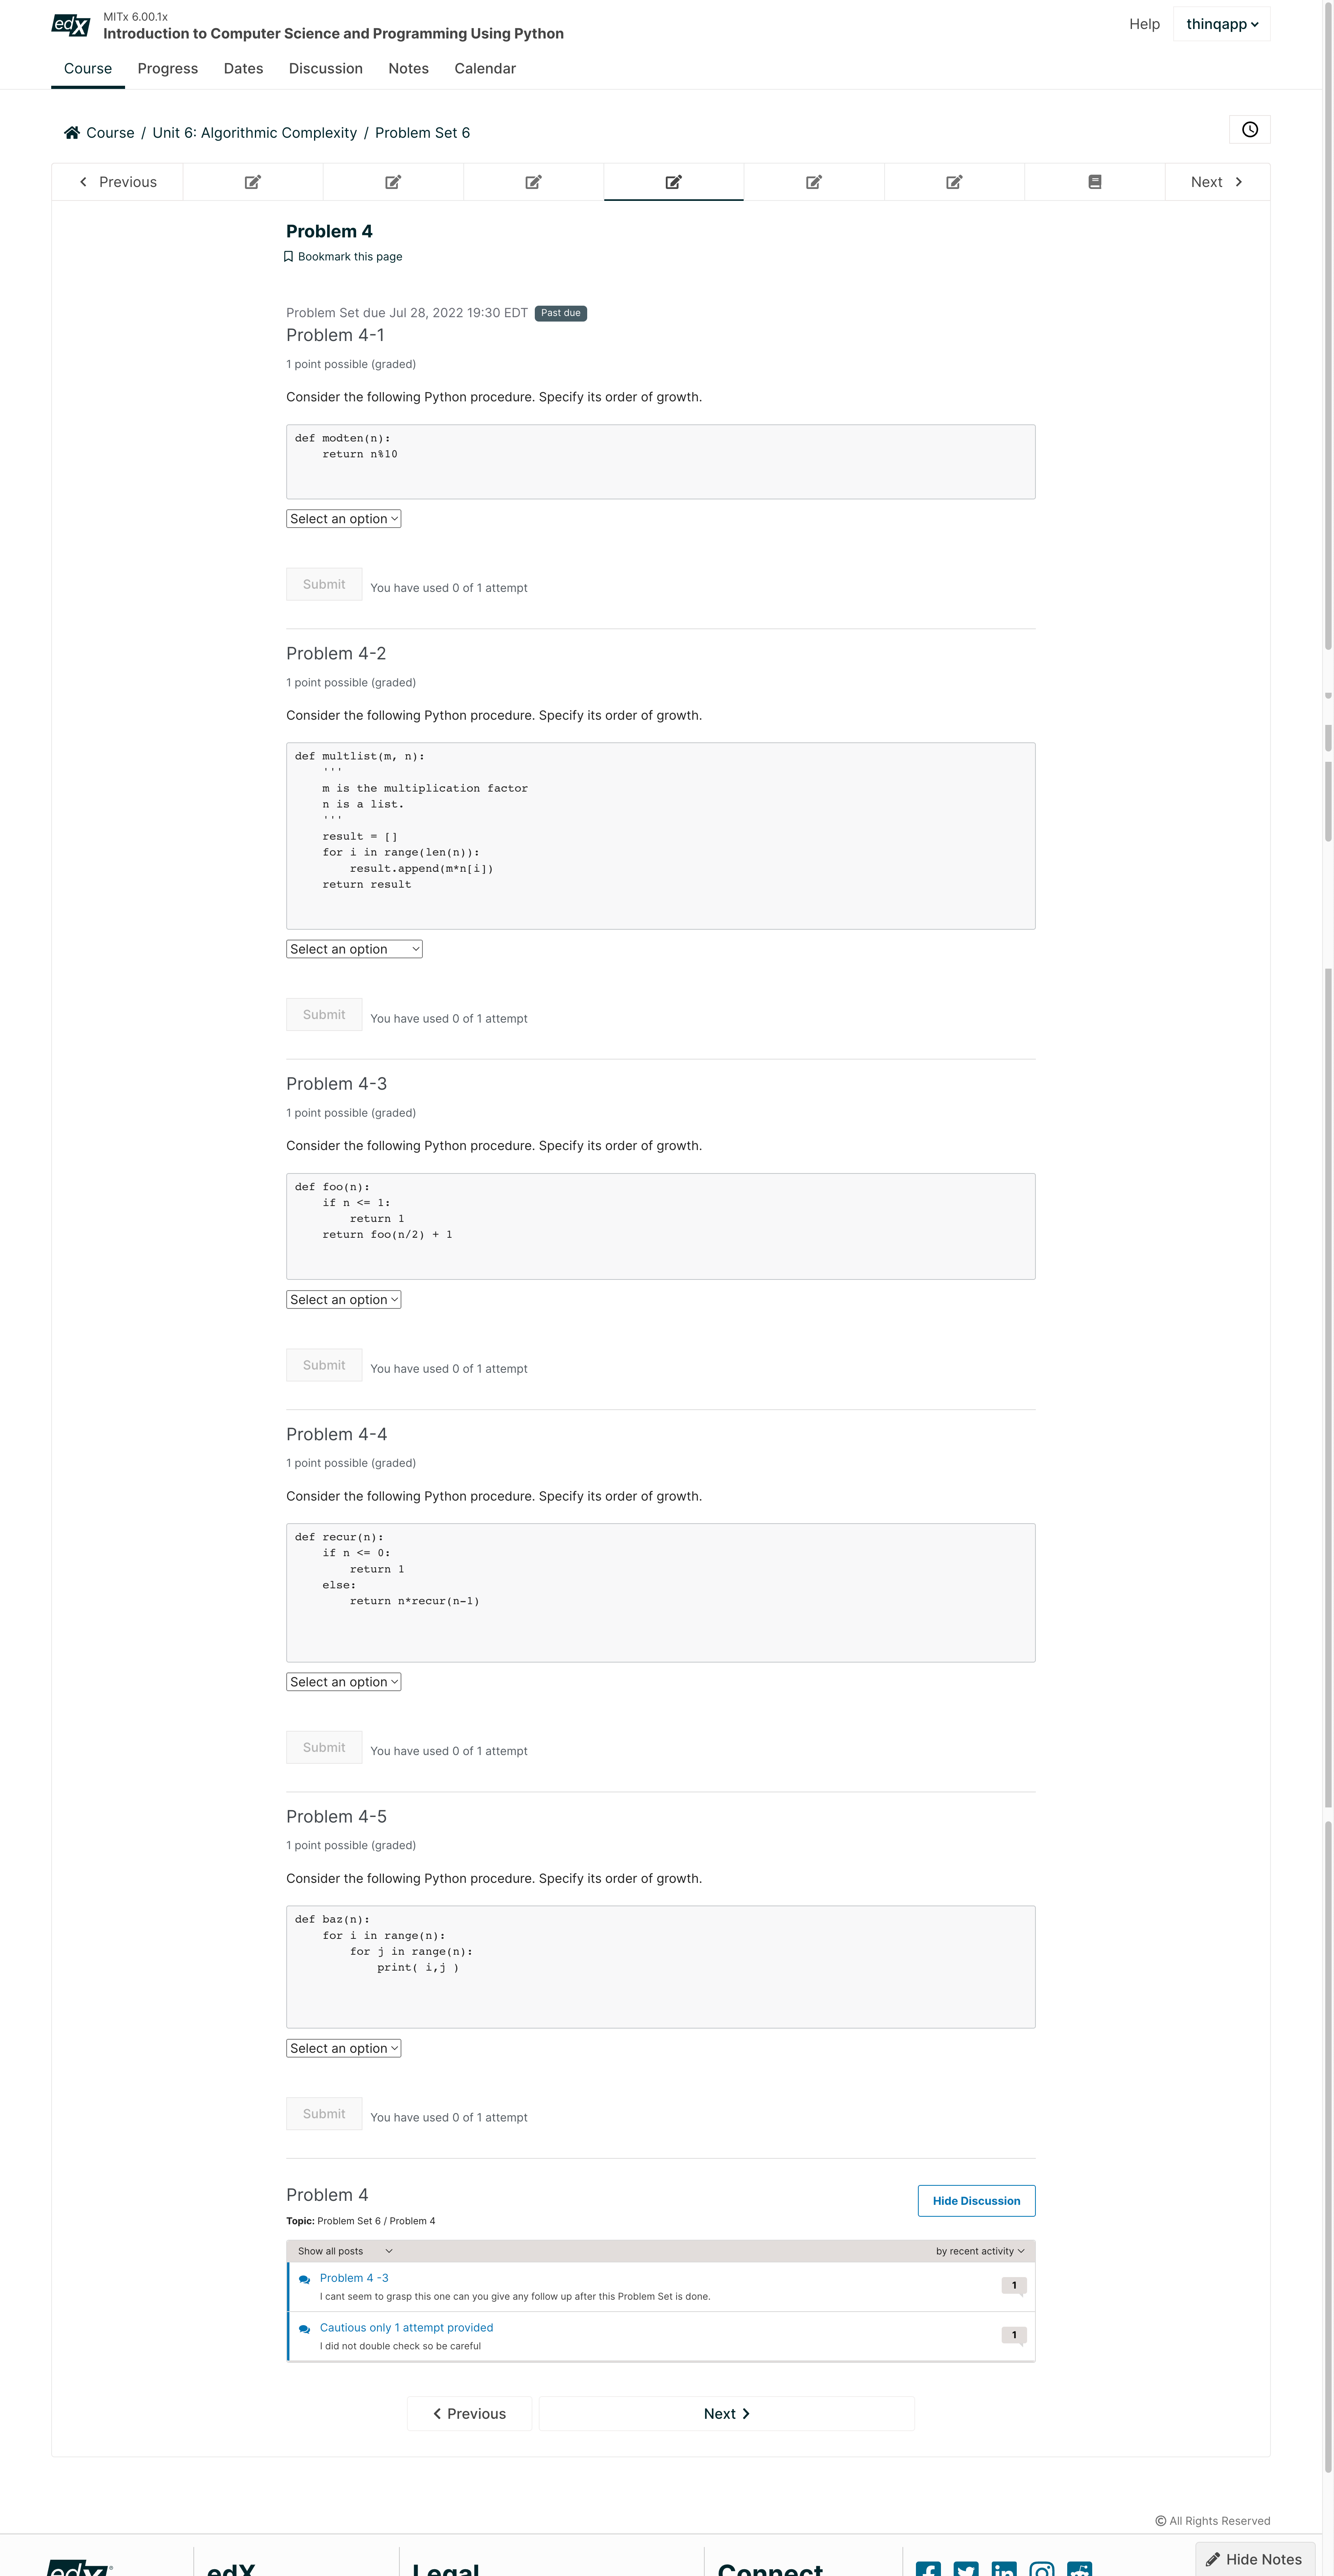 edX
MITx 6.00.1x
Introduction to Computer Science and Programming Using Python
Help
thinqapp
Course
Progress
Dates
Discussion
Notes
Calendar
Course / Unit 6: Algorithmic Complexity / Problem Set 6
Previous
Next
Problem 4
Bookmark this page
Problem Set due Jul 28, 2022 19:30 EDT Past due
Problem 4-1
1 point possible (graded)
Consider the following Python procedure. Specify its order of growth.
def modten(n):
    return n%10
Select an option
Submit You have used 0 of 1 attempt
Problem 4-2
1 point possible (graded)
Consider the following Python procedure. Specify its order of growth.
def multlist(m, n):
    '''
    m is the multiplication factor
    n is a list.
    '''
    result = []
    for i in range(len(n)):
        result.append(m*n[i])
    return result
Select an option
Submit You have used 0 of 1 attempt
Problem 4-3
1 point possible (graded)
Consider the following Python procedure. Specify its order of growth.
def foo(n):
    if n <= 1:
        return 1
    return foo(n/2) + 1
Select an option
Submit You have used 0 of 1 attempt
Problem 4-4
1 point possible (graded)
Consider the following Python procedure. Specify its order of growth.
def recur(n):
    if n <= 0:
        return 1
    else:
        return n*recur(n-1)
Select an option
Submit You have used 0 of 1 attempt
Problem 4-5
1 point possible (graded)
Consider the following Python procedure. Specify its order of growth.
def baz(n):
    for i in range(n):
        for j in range(n):
            print( i,j )
Select an option
Submit You have used 0 of 1 attempt
Problem 4
Hide Discussion
Topic: Problem Set 6 / Problem 4
Show all posts
by recent activity
Problem 4 -3
1
I cant seem to grasp this one can you give any follow up after this Problem Set is done.
Cautious only 1 attempt provided
1
I did not double check so be careful
Previous
Next
© All Rights Reserved
edX
edX
Legal
Connect
Hide Notes